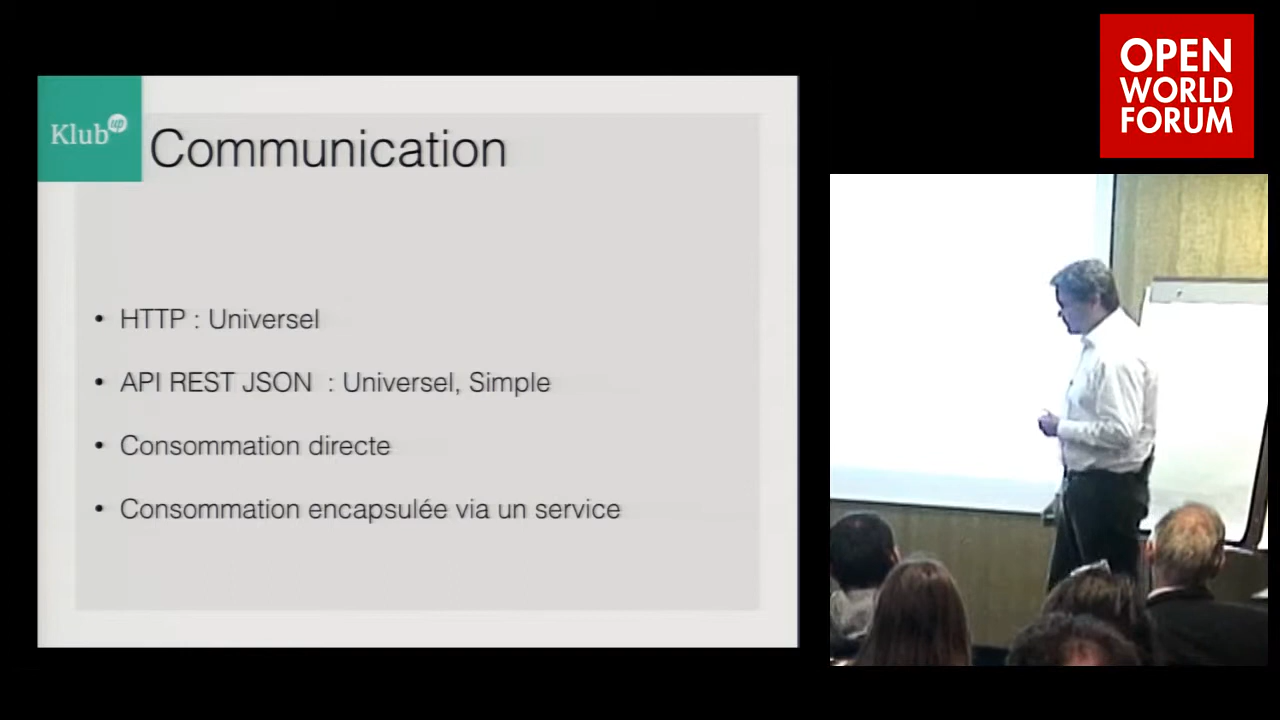 OPEN
WORLD
FORUM
Klub up
Communication
• HTTP : Universel
• API REST JSON : Universel, Simple
• Consommation directe
• Consommation encapsulée via un service